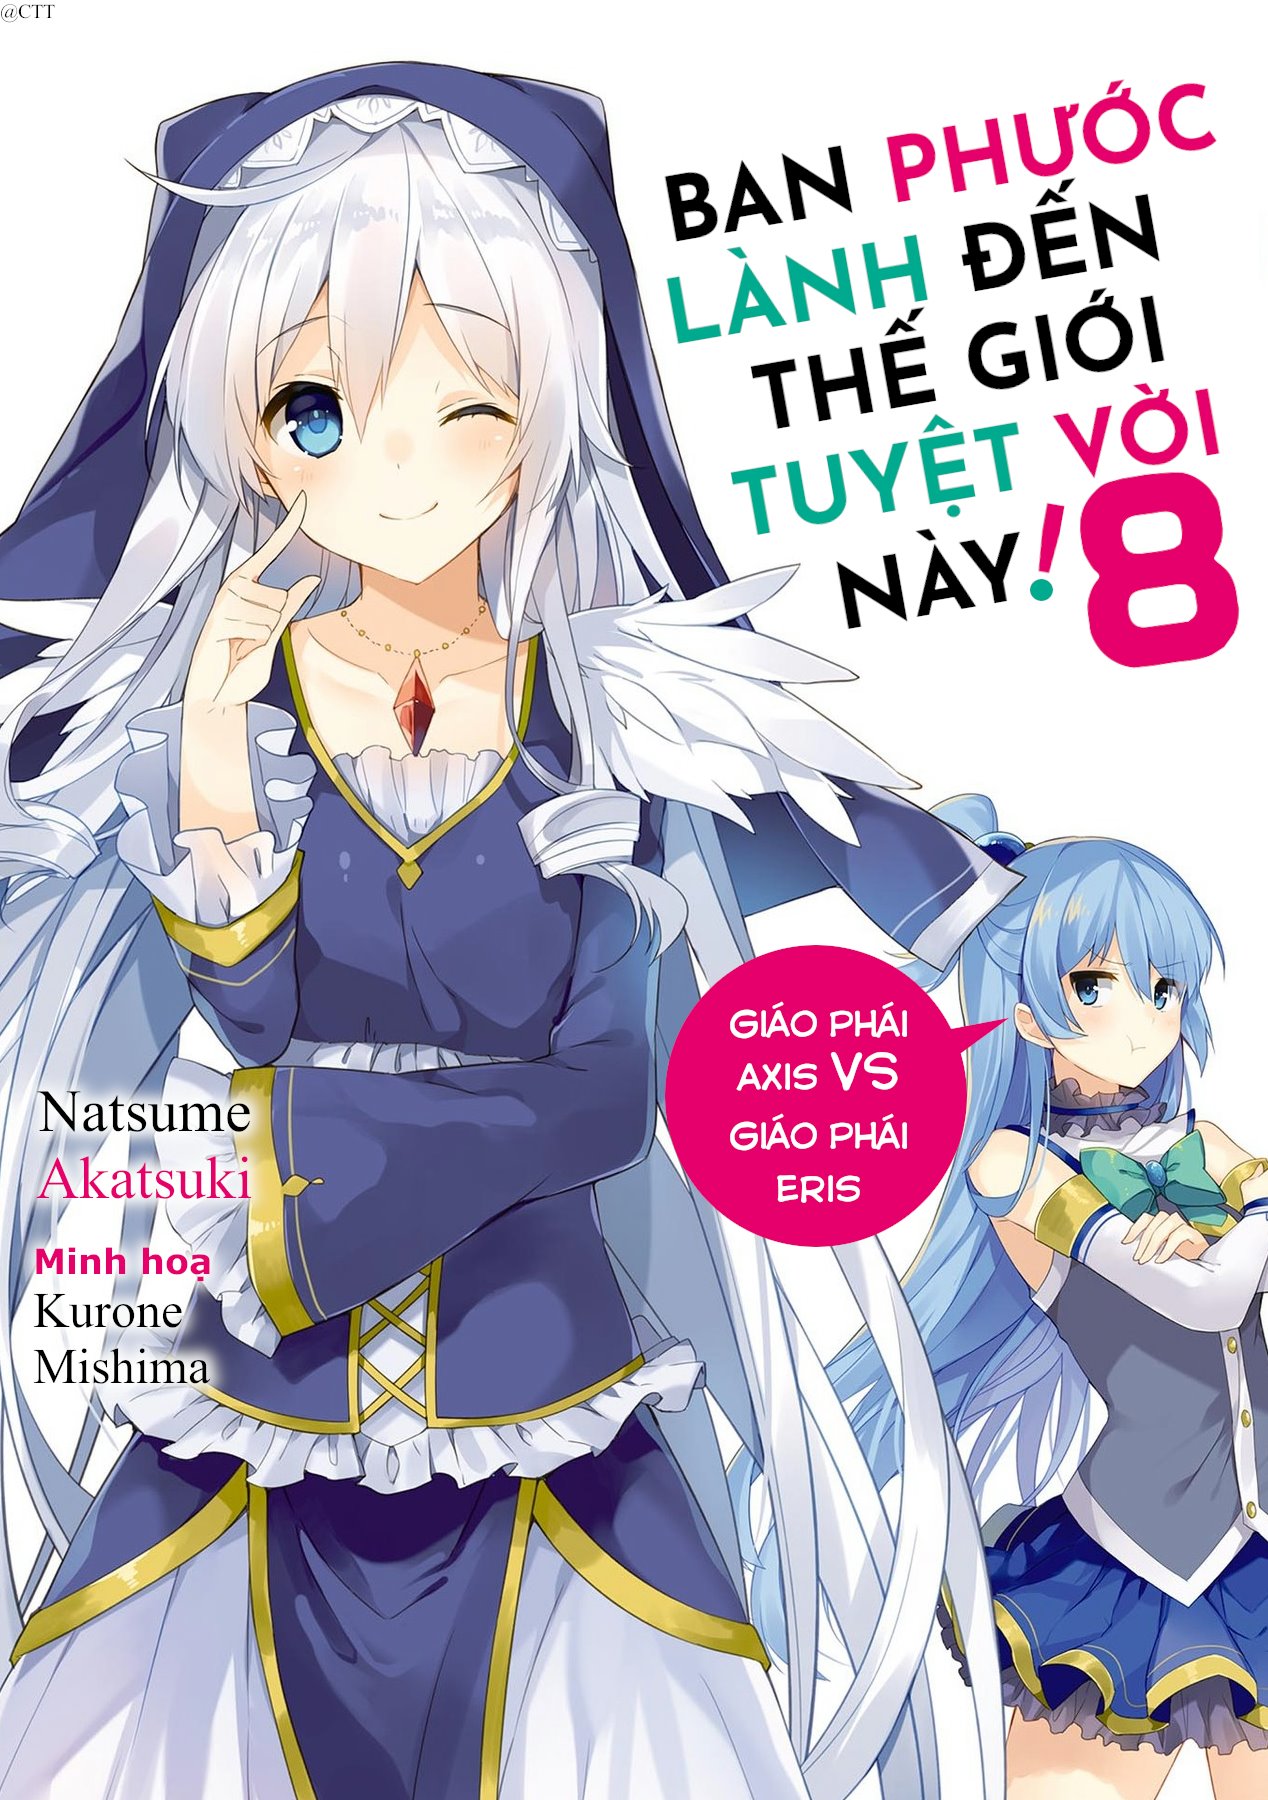 @CTT
BAN PHƯỚC
LÀNH ĐẾN
THẾ GIỚI
TUYỆT VỜI
NÀY! 8
GIÁO PHÁI
AXIS VS
GIÁO PHÁI
ERIS
Natsume
Akatsuki
Minh hoạ
Kurone
Mishima